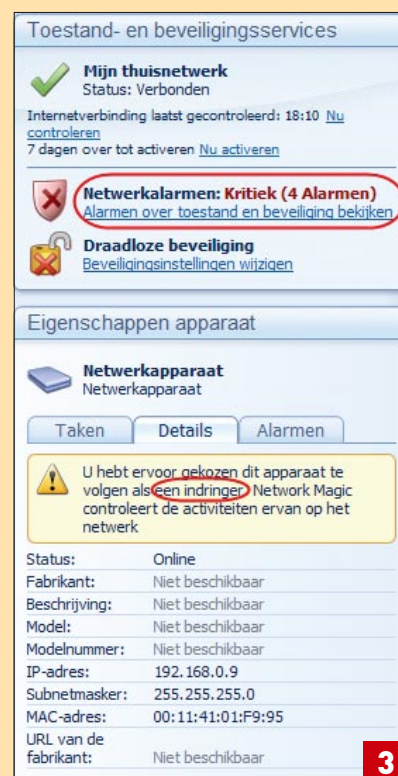 Toestand- en beveiligingsservices
Mijn thuisnetwerk
Status: Verbonden
Internetverbinding laatst gecontroleerd: 18:10 Nu
controleren
7 dagen over tot activeren Nu activeren
Netwerkalarmen: Kritiek (4 Alarmen)
Alarmen over toestand en beveiliging bekijken
Draadloze beveiliging
Beveiligingsinstellingen wijzigen
Eigenschappen apparaat
Netwerkapparaat
Netwerkapparaat
Taken Details Alarmen
U hebt ervoor gekozen dit apparaat te
volgen als een indringer. Network Magic
controleert de activiteiten ervan op het
netwerk
Status: Online
Fabrikant: Niet beschikbaar
Beschrijving: Niet beschikbaar
Model: Niet beschikbaar
Modelnummer: Niet beschikbaar
IP-adres: 192.168.0.9
Subnetmasker: 255.255.255.0
MAC-adres: 00:11:41:01:F9:95
URL van de
fabrikant: Niet beschikbaar
3